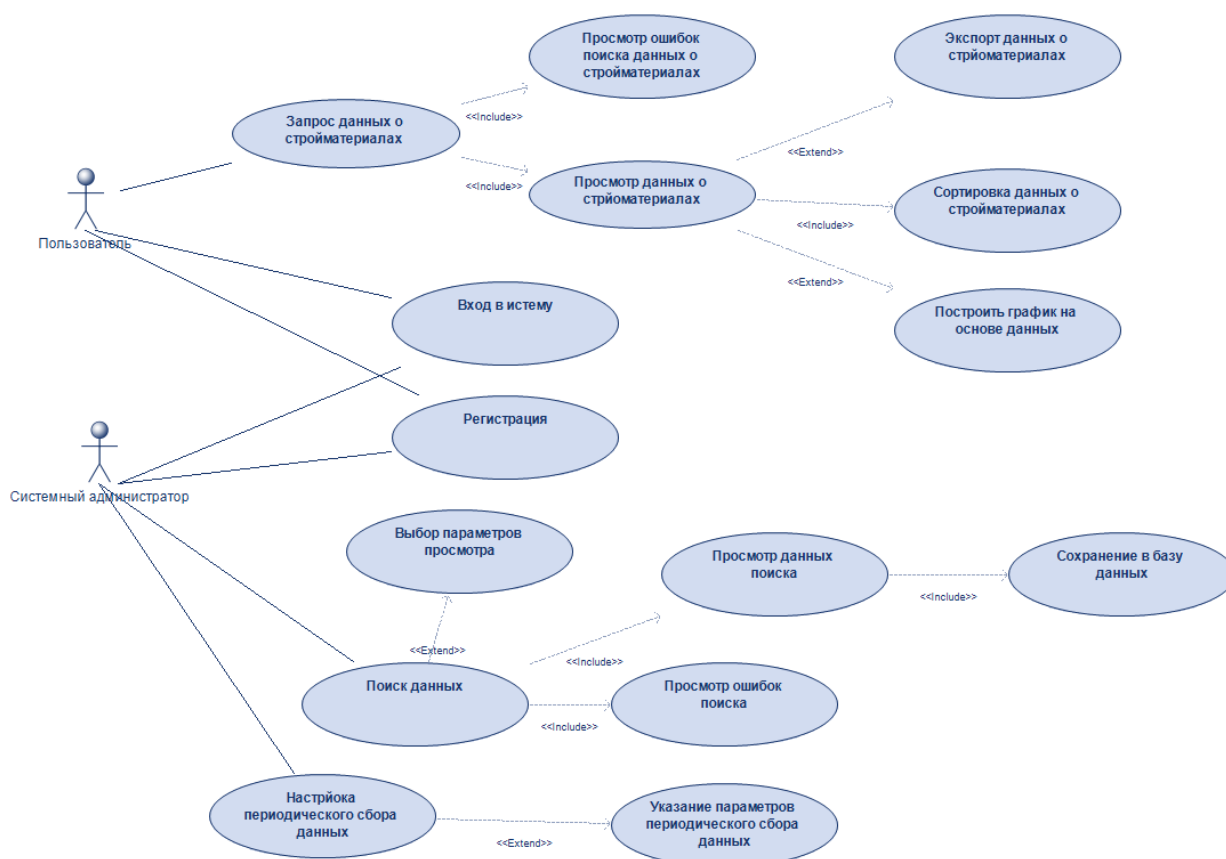 Просмотр ошибок
поиска данных о
стройматериалах
Экспорт данных о
стрйоматериалах
<<Include>>
Запрос данных о
стройматериалах
<<Extend>>
<<Include>>
Просмотр данных о
стрйоматериалах
Сортировка данных о
стройматериалах
<<Include>>
Пользователь
<<Extend>>
Вход в истему
Построить график на
основе данных
Регистрация
Системный администратор
Выбор параметров
просмотра
Просмотр данных
поиска
Сохранение в базу
данных
<<Include>>
<<Extend>>
<<Include>>
Поиск данных
Просмотр ошибок
поиска
<<Include>>
Настрйока
периодического сбора
данных
Указание параметров
периодического сбора
данных
<<Extend>>